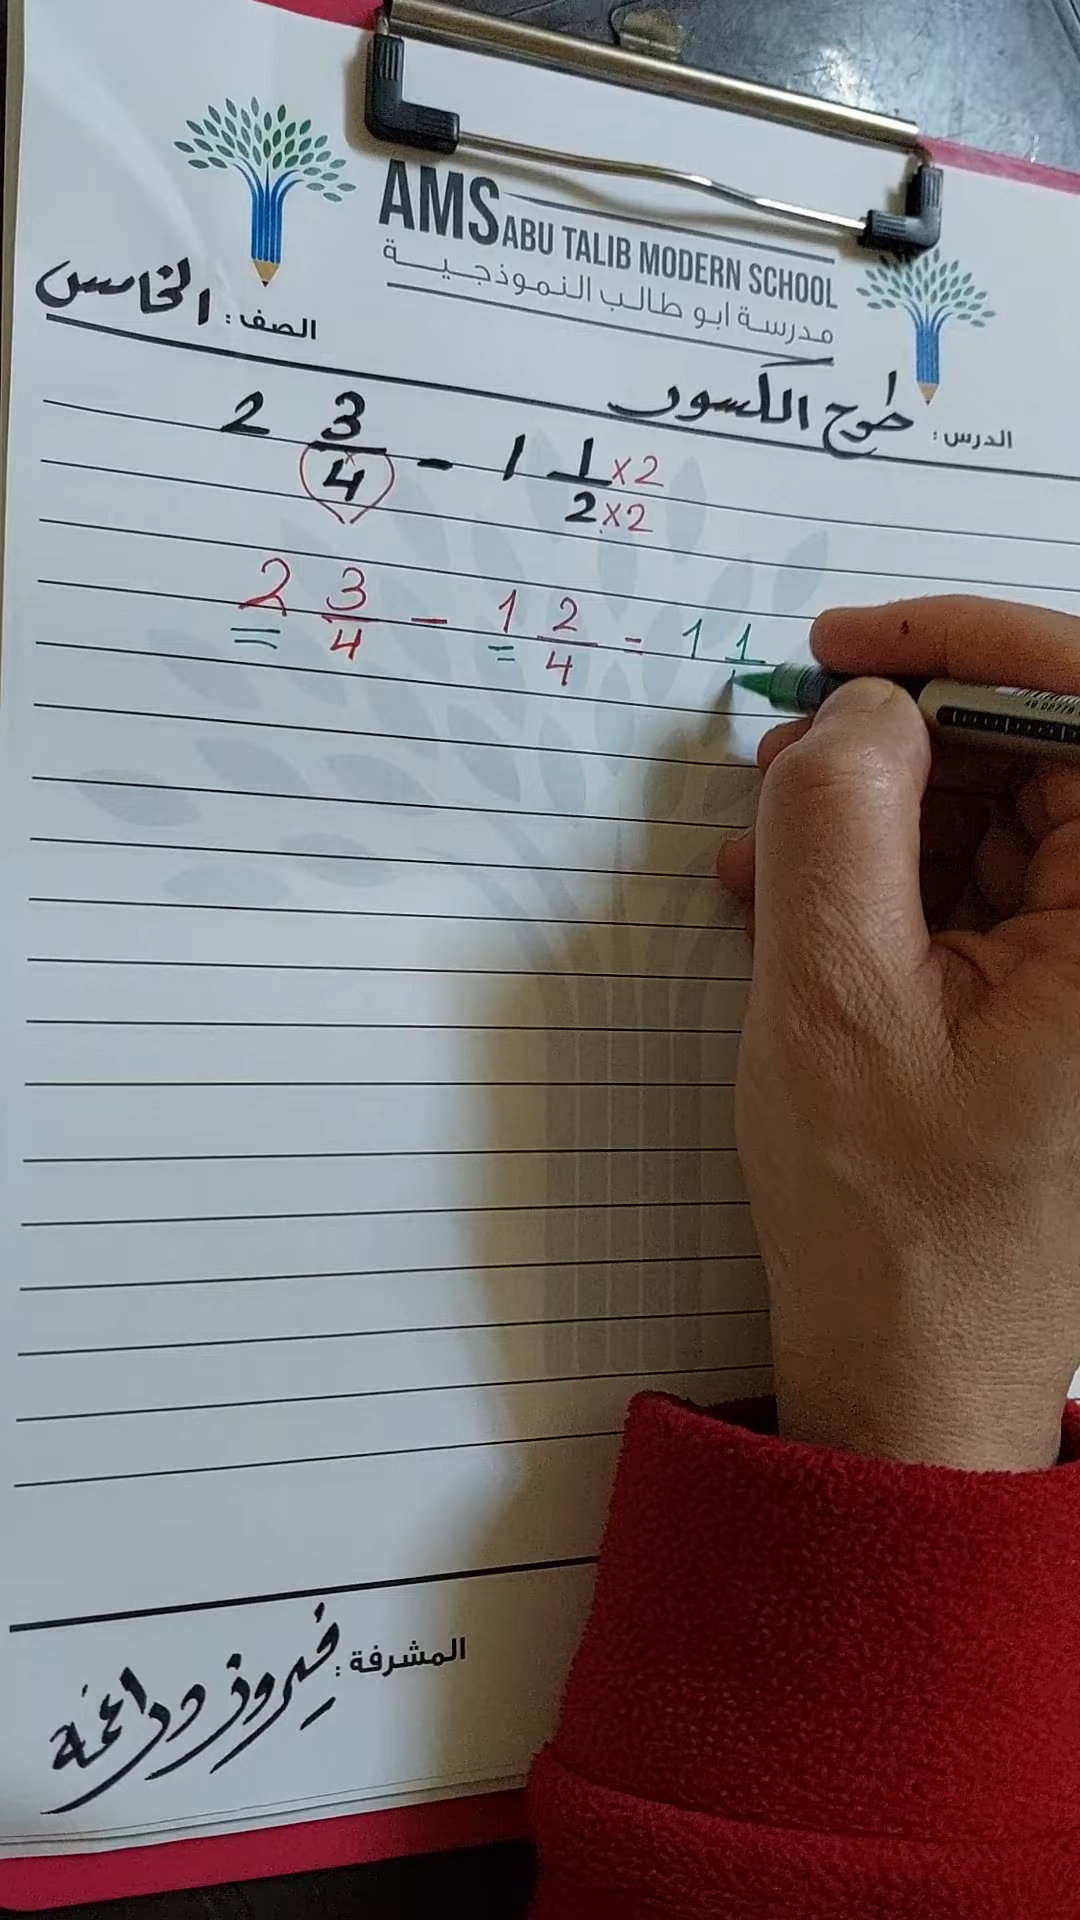 AMS ABU TALIB MODERN SCHOOL
مدرسة ابو طالب النموذجية
الصف : الخامس
الدرس : طرح الكسور
2 3/4 - 1 1×2/2×2
2 3/4 - 1 2/4 = 1 1/
المشرفة : فيروز دراغمة